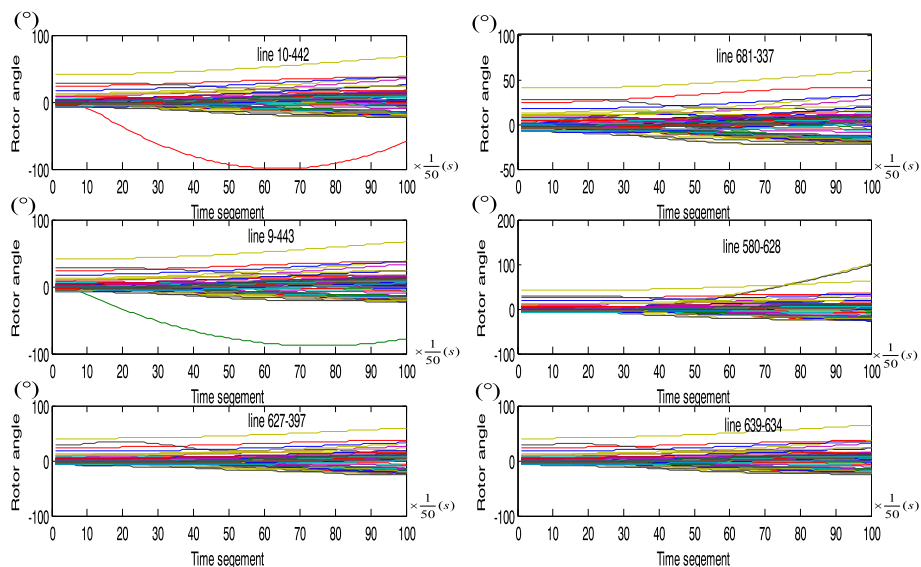 (°)
100
0
-100
Rotor angle
line 10-442
0 10 20 30 40 50 60 70 80 90 100
Time segement
×1/50(s)
(°)
100
50
0
-50
Rotor angle
line 681-337
0 10 20 30 40 50 60 70 80 90 100
Time segement
×1/50(s)
(°)
100
0
-100
Rotor angle
line 9-443
0 10 20 30 40 50 60 70 80 90 100
Time segement
×1/50(s)
(°)
200
100
0
-100
Rotor angle
line 580-628
0 10 20 30 40 50 60 70 80 90 100
Time segement
×1/50(s)
(°)
100
0
-100
Rotor angle
line 627-397
0 10 20 30 40 50 60 70 80 90 100
Time segement
×1/50(s)
(°)
100
0
-100
Rotor angle
line 639-634
0 10 20 30 40 50 60 70 80 90 100
Time segement
×1/50(s)